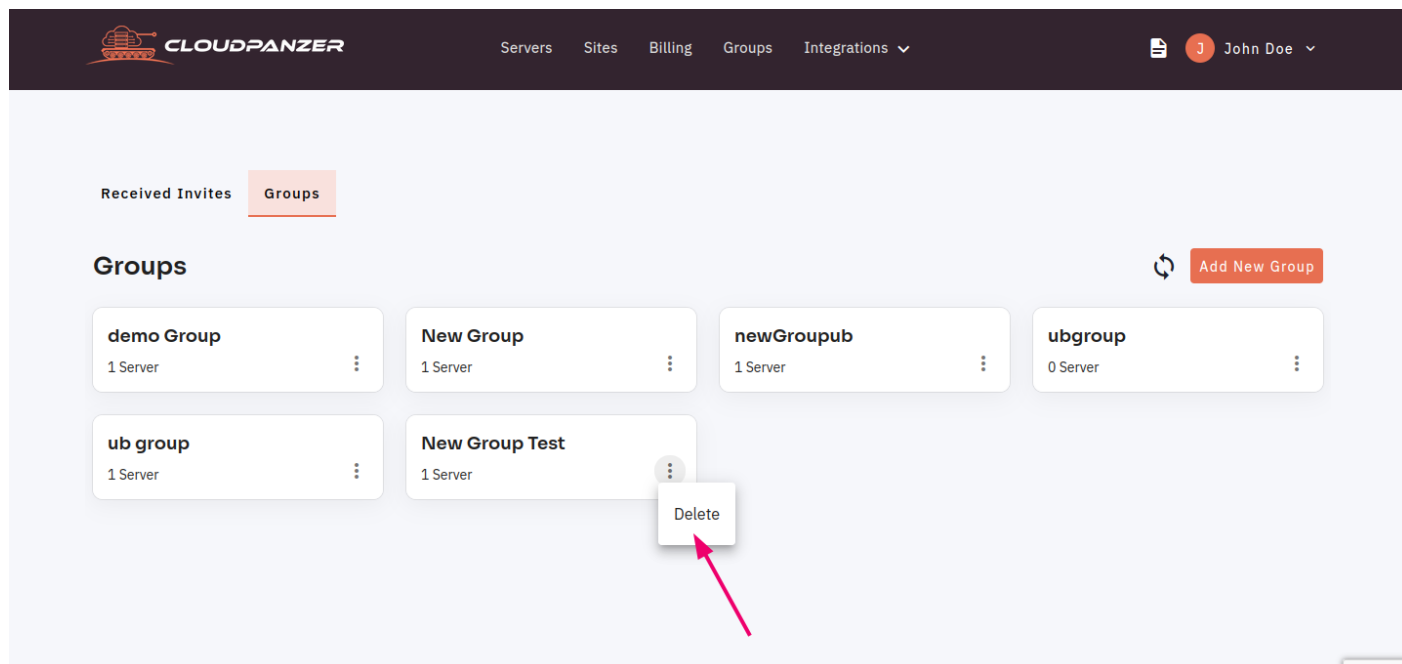 CLOUDPANZER Servers Sites Billing Groups Integrations J John Doe
Received Invites Groups
Groups Add New Group
demo Group New Group newGroupub ubgroup
1 Server 1 Server 1 Server 0 Server
ub group New Group Test
1 Server 1 Server
Delete